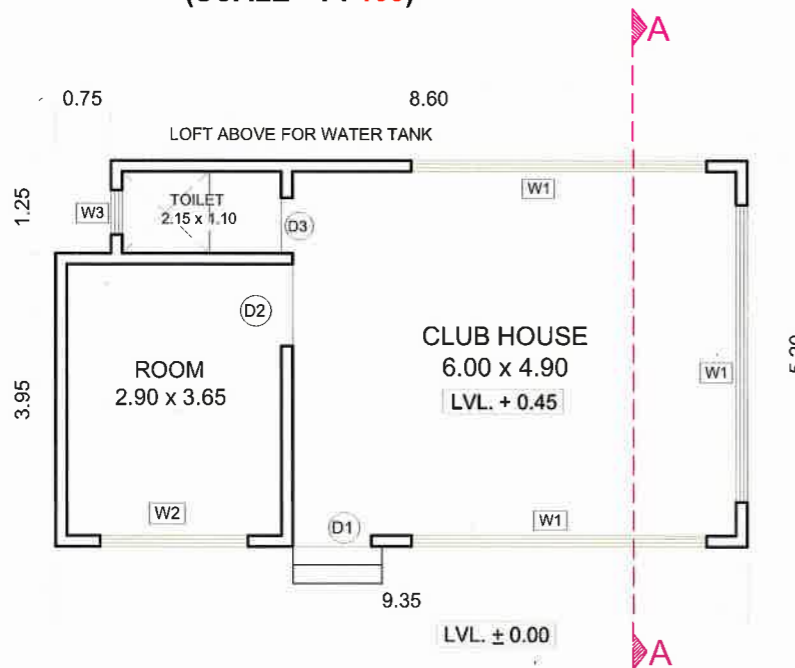 A
0.75
8.60
LOFT ABOVE FOR WATER TANK
W1
TOILET
2.15 x 1.10
W3
1.25
D3
D2
CLUB HOUSE
6.00 x 4.90
LVL. + 0.45
ROOM
2.90 x 3.65
W1
3.95
W2
D1
W1
9.35
LVL. ± 0.00
A